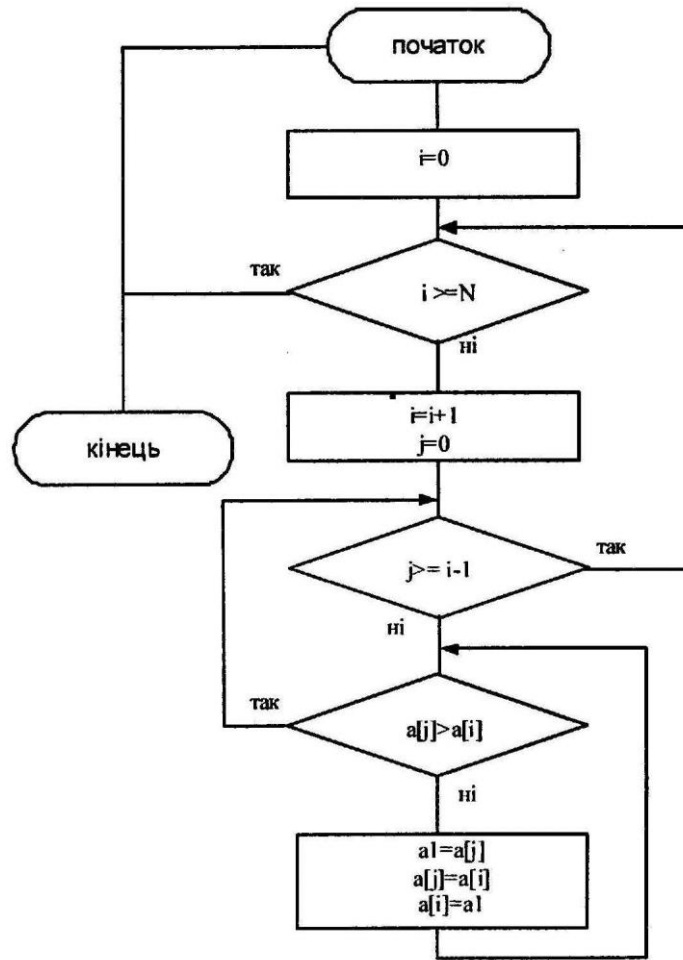 початок
i=0
так
i >=N
ні
i=i+1
j=0
кінець
j>= i-1
так
ні
так
a[j]>a[i]
ні
a1=a[j]
a[j]=a[i]
a[i]=a1